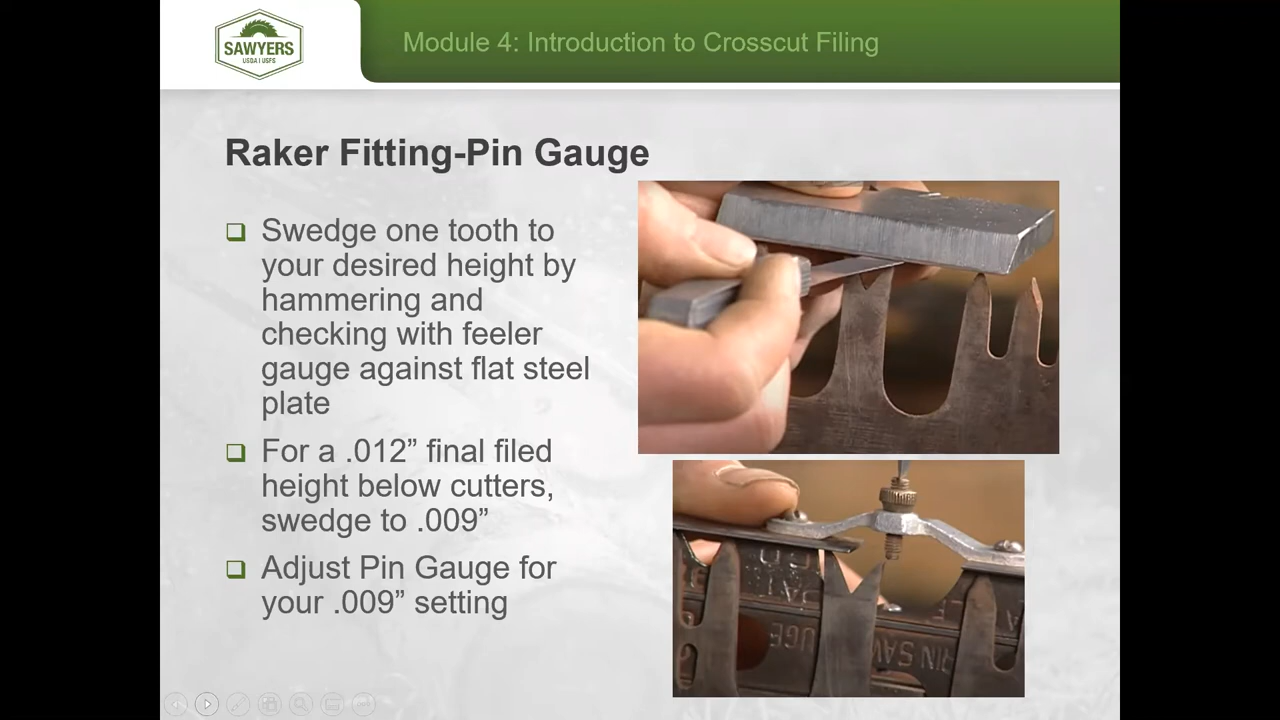 SAWYERS
USDA | USFS
Module 4: Introduction to Crosscut Filing
Raker Fitting-Pin Gauge
Swedge one tooth to
your desired height by
hammering and
checking with feeler
gauge against flat steel
plate
For a .012” final filed
height below cutters,
swedge to .009”
Adjust Pin Gauge for
your .009” setting